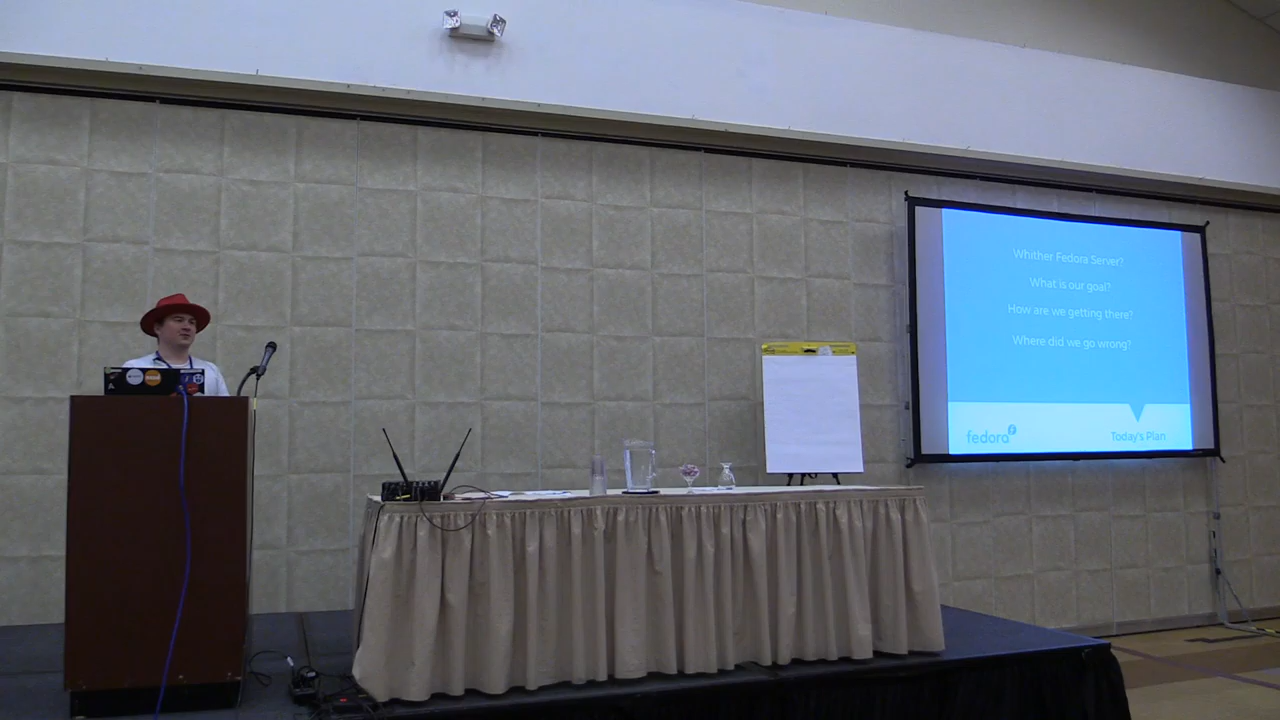 Whither Fedora Server?
What is our goal?
How are we getting there?
Where did we go wrong?
fedora
Today's Plan